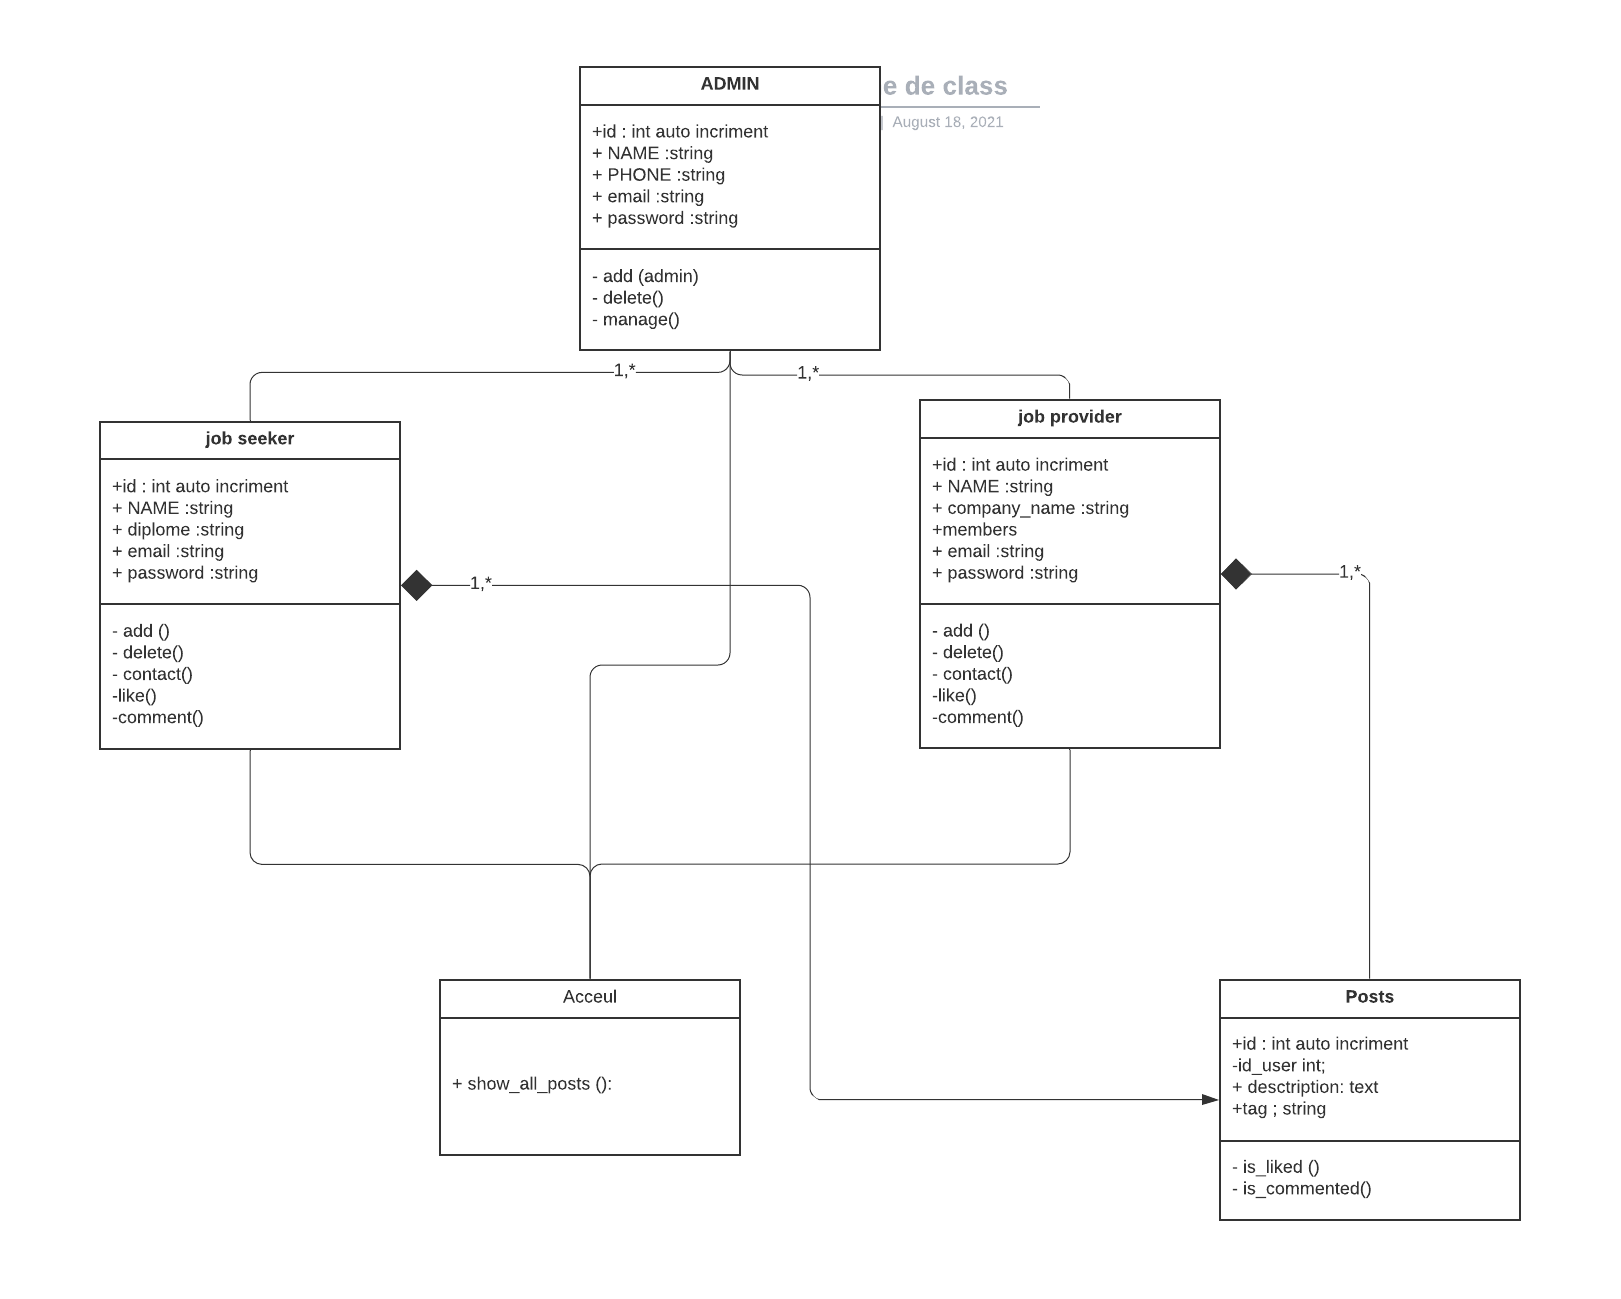 ADMIN
e de class
August 18, 2021
+id : int auto incriment
+ NAME :string
+ PHONE :string
+ email :string
+ password :string
- add (admin)
- delete()
- manage()
1,*
1,*
job seeker
+id : int auto incriment
+ NAME :string
+ diplome :string
+ email :string
+ password :string
- add ()
- delete()
- contact()
-like()
-comment()
1,*
job provider
+id : int auto incriment
+ NAME :string
+ company_name :string
+members
+ email :string
+ password :string
- add ()
- delete()
- contact()
-like()
-comment()
1,*
Acceul
+ show_all_posts ():
Posts
+id : int auto incriment
-id_user int;
+ desctription: text
+tag ; string
- is_liked ()
- is_commented()